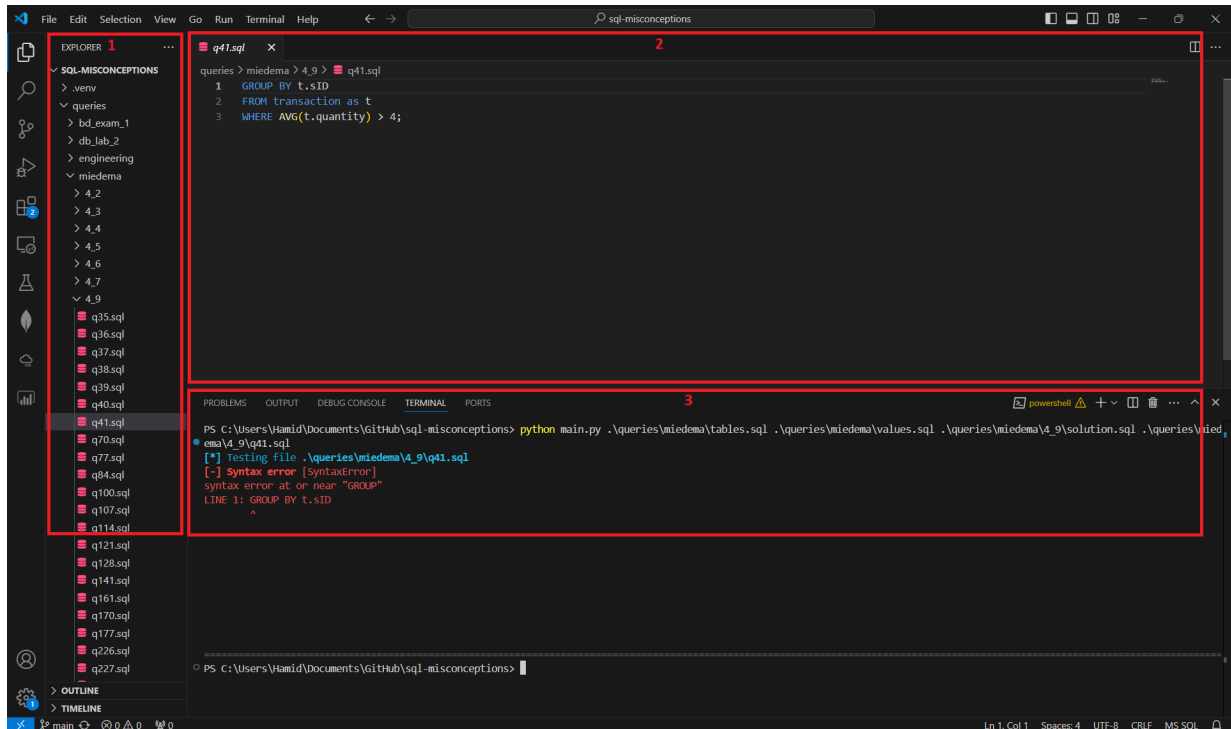 File Edit Selection View Go Run Terminal Help ← → sql-misconceptions
EXPLORER 1 ...
SQL-MISCONCEPTIONS
.venv
queries
bd_exam_1
db_lab_2
engineering
miedema
4_2
4_3
4_4
4_5
4_6
4_7
4_9
q35.sql
q36.sql
q37.sql
q38.sql
q39.sql
q40.sql
q41.sql
q70.sql
q77.sql
q84.sql
q100.sql
q107.sql
q114.sql
q121.sql
q128.sql
q141.sql
q161.sql
q170.sql
q177.sql
q226.sql
q227.sql
OUTLINE
TIMELINE
2
1
q41.sql × 2
queries > miedema > 4_9 > q41.sql
1 GROUP BY t.sID
2 FROM transaction as t
3 WHERE AVG(t.quantity) > 4;
PROBLEMS OUTPUT DEBUG CONSOLE TERMINAL PORTS 3 powershell
PS C:\Users\Hamid\Documents\GitHub\sql-misconceptions> python main.py .\queries\miedema\tables.sql .\queries\miedema\values.sql .\queries\miedema\4_9\solution.sql .\queries\mied
ema\4_9\q41.sql
[*] Testing file .\queries\miedema\4_9\q41.sql
[-] Syntax error [SyntaxError]
syntax error at or near "GROUP"
LINE 1: GROUP BY t.sID
^
PS C:\Users\Hamid\Documents\GitHub\sql-misconceptions>
main 0 0 0 Ln 1, Col 1 Spaces: 4 UTF-8 CRLF MS SQL